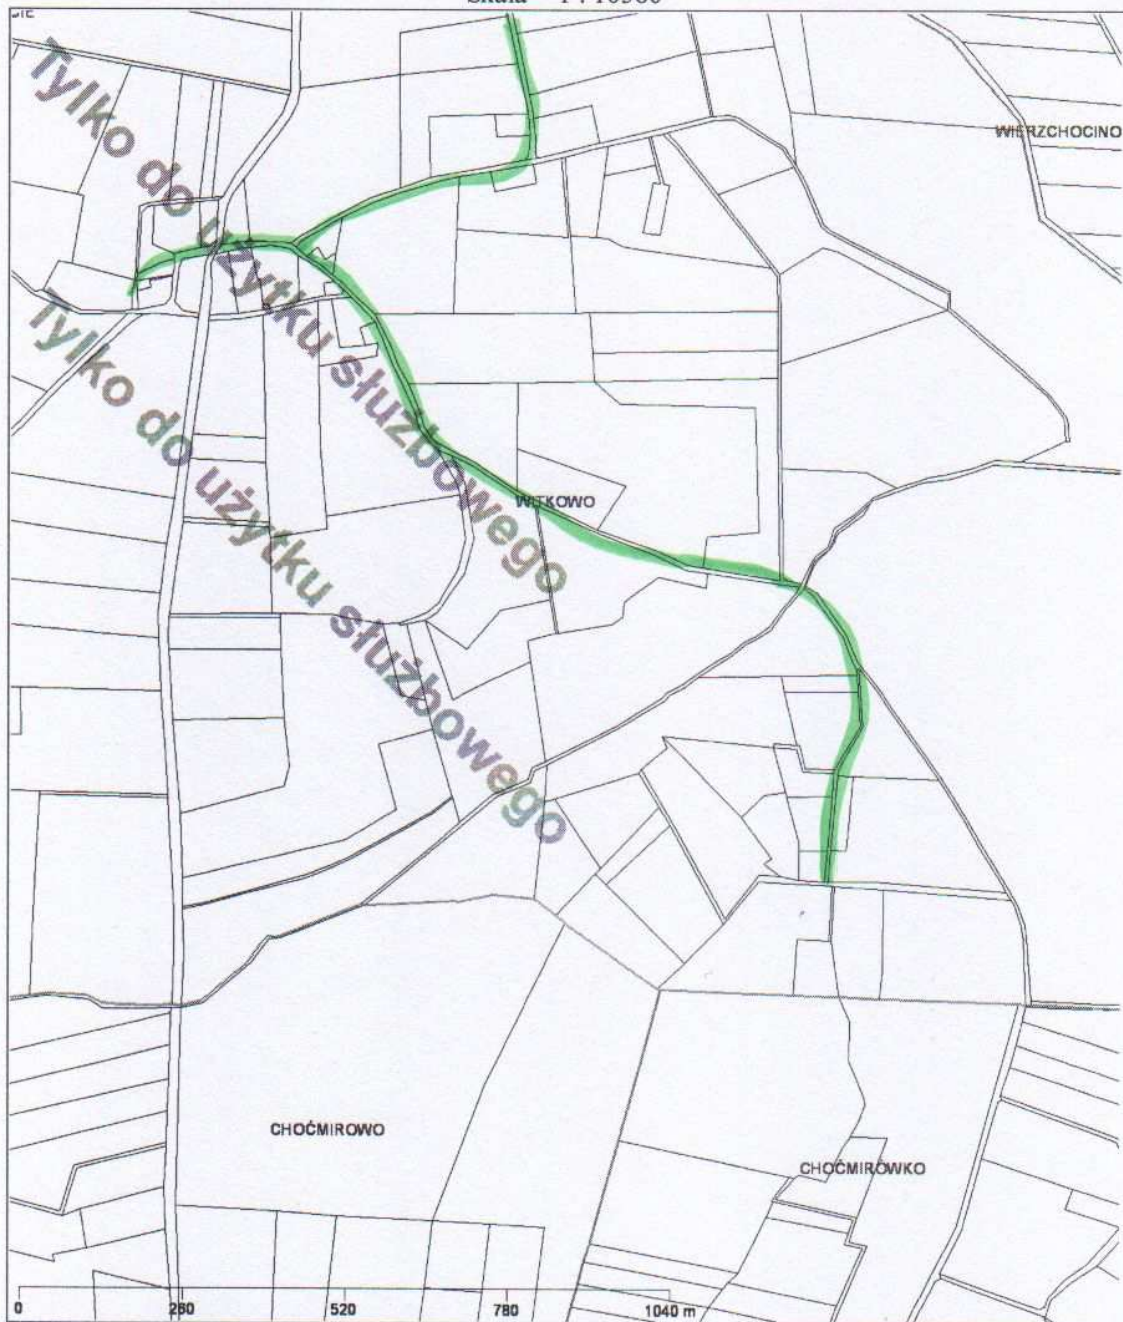 WIERZCHOCINO
Tylko do użytku służbowego
Tylko do użytku służbowego
WITKOWO
CHOĆMIROWO
CHOĆMIRÓWKO
0 260 520 780 1040 m